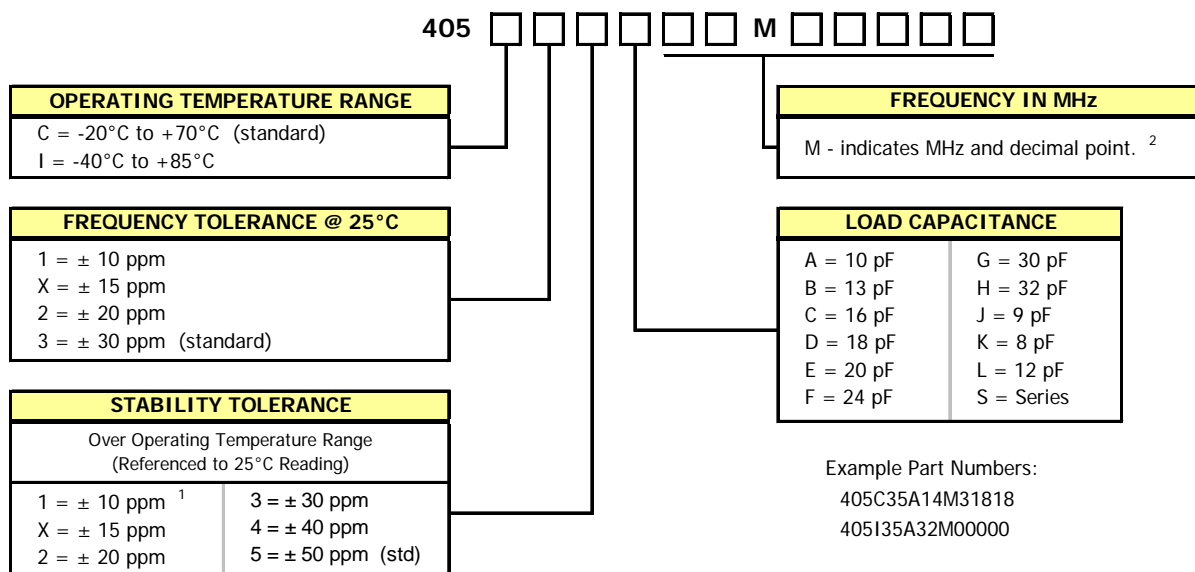 405 M
OPERATING TEMPERATURE RANGE
C = -20°C to +70°C (standard)
I = -40°C to +85°C
FREQUENCY IN MHz
M - indicates MHz and decimal point. 2
FREQUENCY TOLERANCE @ 25°C
1 = ± 10 ppm
X = ± 15 ppm
2 = ± 20 ppm
3 = ± 30 ppm (standard)
LOAD CAPACITANCE
A = 10 pF
B = 13 pF
C = 16 pF
D = 18 pF
E = 20 pF
F = 24 pF
G = 30 pF
H = 32 pF
J = 9 pF
K = 8 pF
L = 12 pF
S = Series
STABILITY TOLERANCE
Over Operating Temperature Range
(Referenced to 25°C Reading)
1 = ± 10 ppm 1
X = ± 15 ppm
2 = ± 20 ppm
3 = ± 30 ppm
4 = ± 40 ppm
5 = ± 50 ppm (std)
Example Part Numbers:
405C35A14M31818
405I35A32M00000